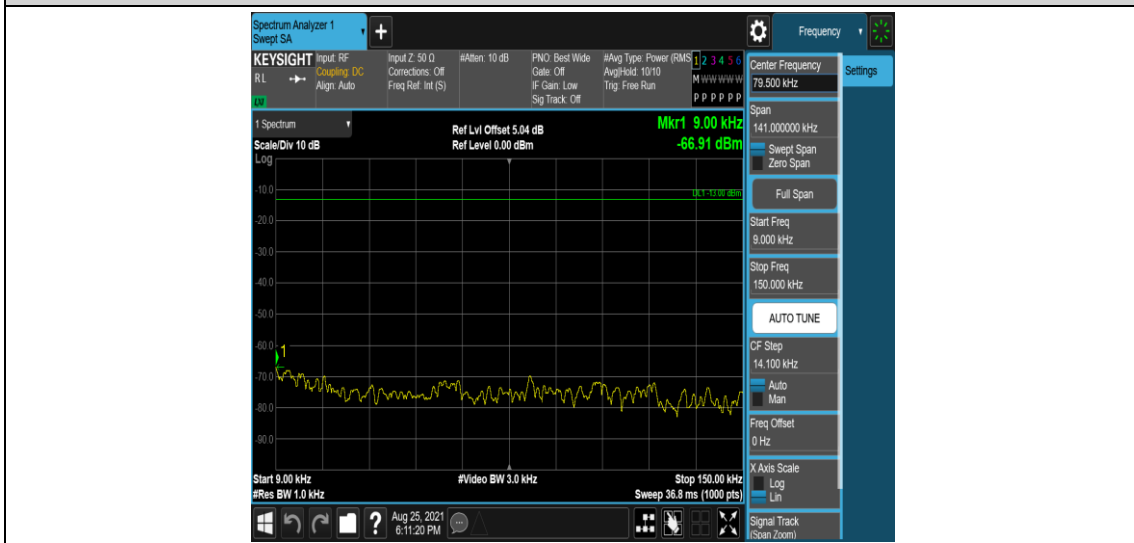 Spectrum Analyzer 1
Swept SA
+
Frequency
KEYSIGHT
R L
LXI
Input: RF
Coupling: DC
Align: Auto
Input Z: 50 Ω
Corrections: Off
Freq Ref: Int (S)
#Atten: 10 dB
PNO: Best Wide
Gate: Off
IF Gain: Low
Sig Track: Off
#Avg Type: Power (RMS
Avg|Hold: 10/10
Trig: Free Run
1 2 3 4 5 6
M W W W W W
P P P P P P
1 Spectrum
Scale/Div 10 dB
Ref Lvl Offset 5.04 dB
Ref Level 0.00 dBm
Mkr1 9.00 kHz
-66.91 dBm
Log
DL1 -13.00 dBm
-10.0
-20.0
-30.0
-40.0
-50.0
-60.0
1
-70.0
-80.0
-90.0
Start 9.00 kHz
#Video BW 3.0 kHz
Stop 150.00 kHz
#Res BW 1.0 kHz
Sweep 36.8 ms (1000 pts)
?
Aug 25, 2021
6:11:20 PM
Center Frequency
79.500 kHz
Settings
Span
141.000000 kHz
Swept Span
Zero Span
Full Span
Start Freq
9.000 kHz
Stop Freq
150.000 kHz
AUTO TUNE
CF Step
14.100 kHz
Auto
Man
Freq Offset
0 Hz
X Axis Scale
Log
Lin
Signal Track
(Span Zoom)